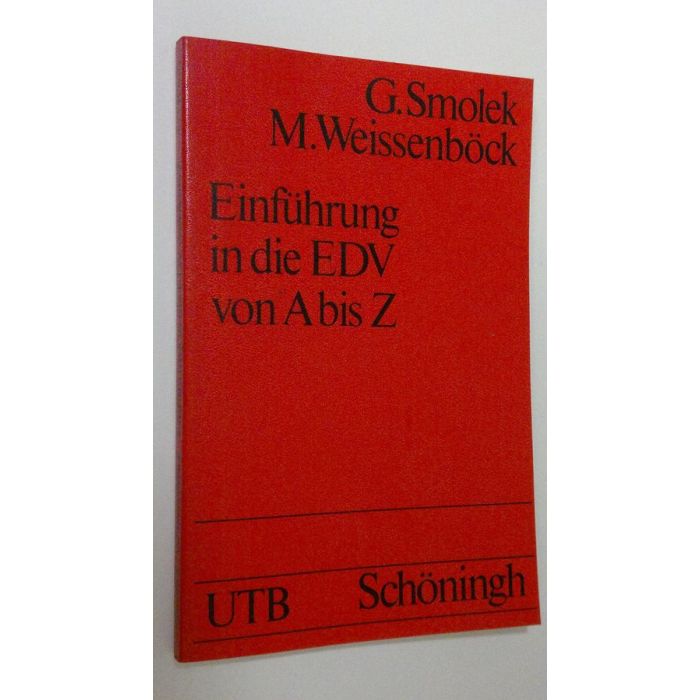 G. Smolek
M. Weissenböck
Einführung
in die EDV
von A bis Z
UTB Schöningh